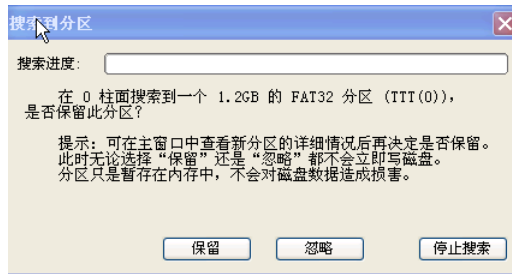 搜索到分区
搜索进度:
在 0 柱面搜索到一个 1.2GB 的 FAT32 分区 (TTT(0))，
是否保留此分区？
提示: 可在主窗口中查看新分区的详细情况后再决定是否保留。
此时无论选择“保留”还是“忽略”都不会立即写磁盘。
分区只是暂存在内存中，不会对磁盘数据造成损害。
保留 忽略 停止搜索